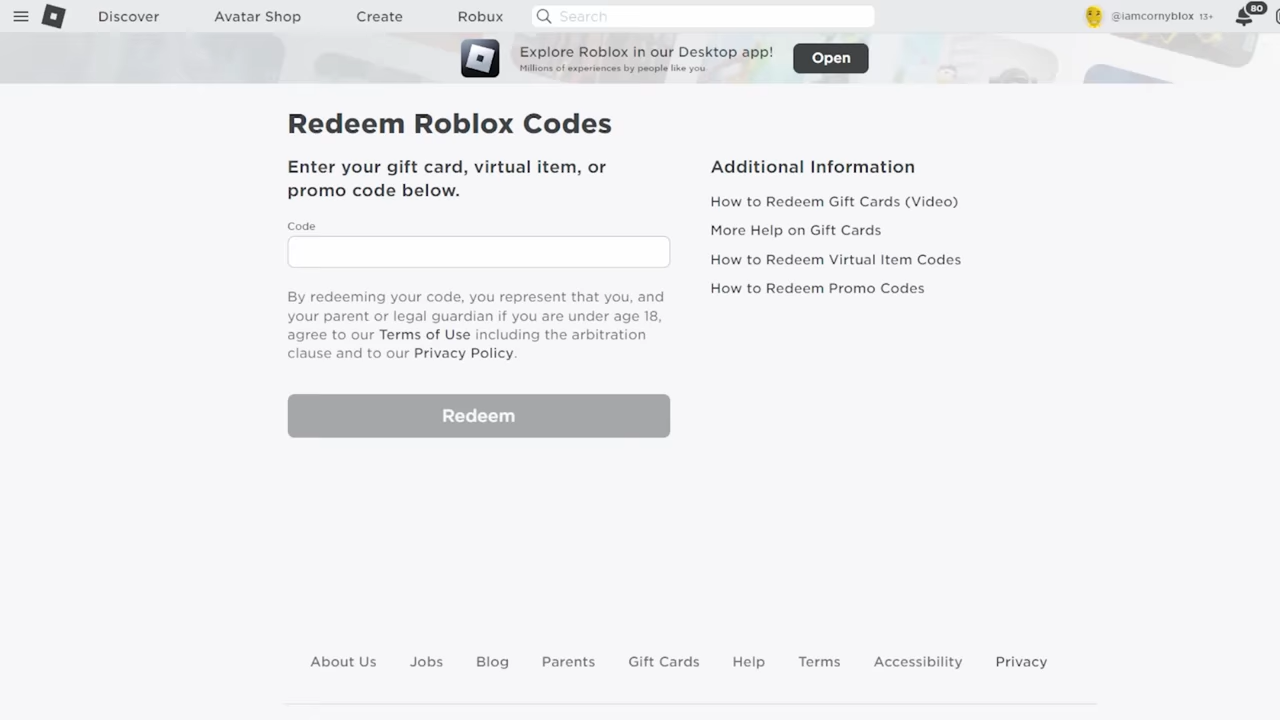 Discover Avatar Shop Create Robux Search @iamcornyblox 13+ 80
Explore Roblox in our Desktop app!
Millions of experiences by people like you
Open
Redeem Roblox Codes
Enter your gift card, virtual item, or
promo code below.
Code
By redeeming your code, you represent that you, and
your parent or legal guardian if you are under age 18,
agree to our Terms of Use including the arbitration
clause and to our Privacy Policy.
Redeem
Additional Information
How to Redeem Gift Cards (Video)
More Help on Gift Cards
How to Redeem Virtual Item Codes
How to Redeem Promo Codes
About Us Jobs Blog Parents Gift Cards Help Terms Accessibility Privacy